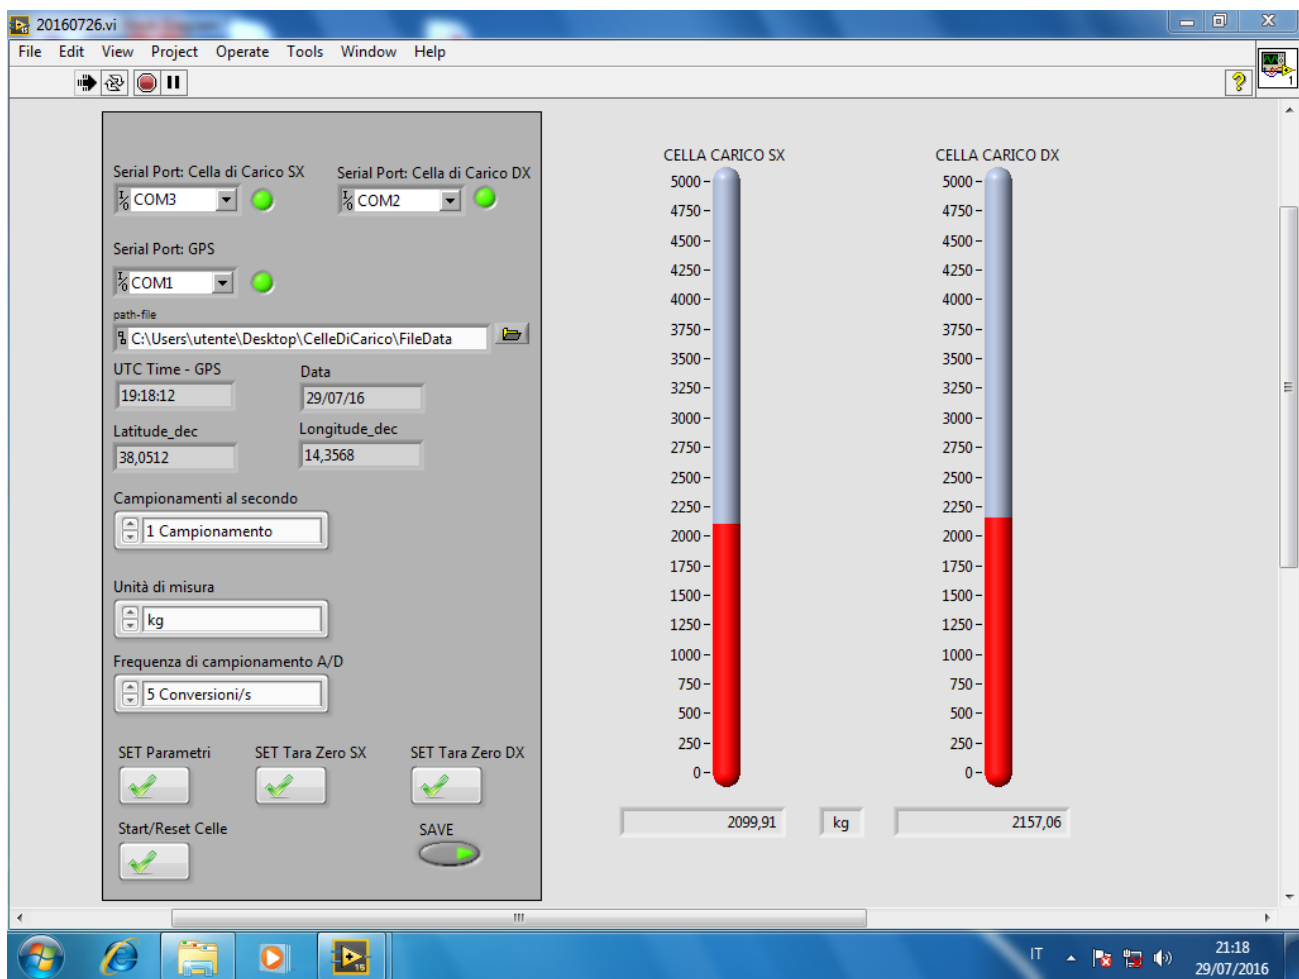 20160726.vi
File Edit View Project Operate Tools Window Help
1
Serial Port: Cella di Carico SX
Serial Port: Cella di Carico DX
COM3
COM2
Serial Port: GPS
COM1
path-file
C:\Users\utente\Desktop\CelleDiCarico\FileData
UTC Time - GPS
Data
19:18:12
29/07/16
Latitude_dec
Longitude_dec
38,0512
14,3568
Campionamenti al secondo
1 Campionamento
Unità di misura
kg
Frequenza di campionamento A/D
5 Conversioni/s
SET Parametri
SET Tara Zero SX
SET Tara Zero DX
Start/Reset Celle
SAVE
CELLA CARICO SX
5000
4750
4500
4250
4000
3750
3500
3250
3000
2750
2500
2250
2000
1750
1500
1250
1000
750
500
250
0
2099,91
kg
CELLA CARICO DX
5000
4750
4500
4250
4000
3750
3500
3250
3000
2750
2500
2250
2000
1750
1500
1250
1000
750
500
250
0
2157,06
IT
21:18
29/07/2016